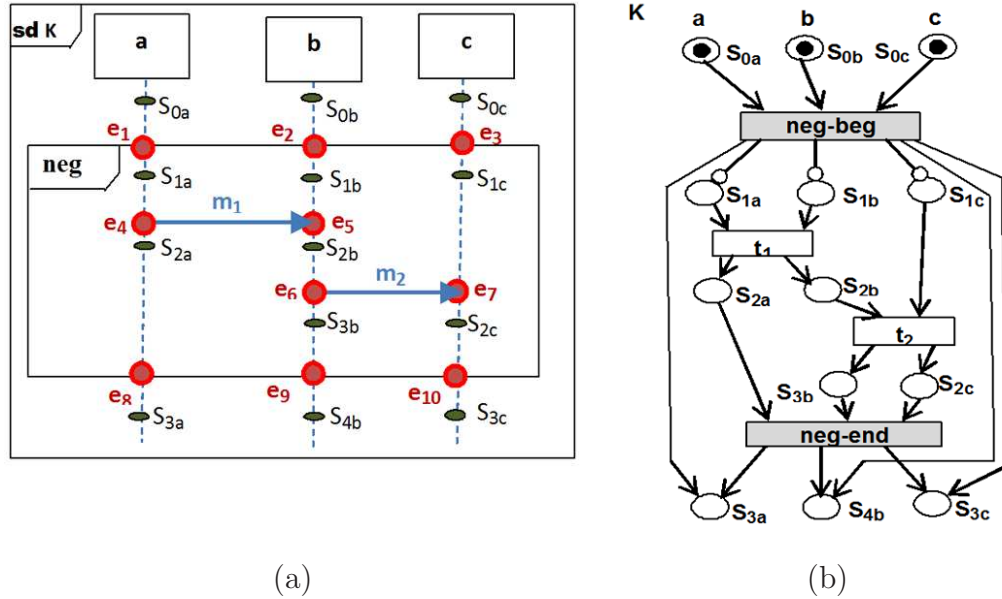 sd K
a
b
c
S0a
S0b
S0c
e1
e2
e3
neg
S1a
S1b
S1c
m1
e4
e5
S2a
S2b
m2
e6
e7
S3b
S2c
e8
e9
e10
S3a
S4b
S3c
(a)
K
a
b
c
S0a
S0b
S0c
neg-beg
S1a
S1b
S1c
t1
S2a
S2b
t2
S3b
S2c
neg-end
S3a
S4b
S3c
(b)